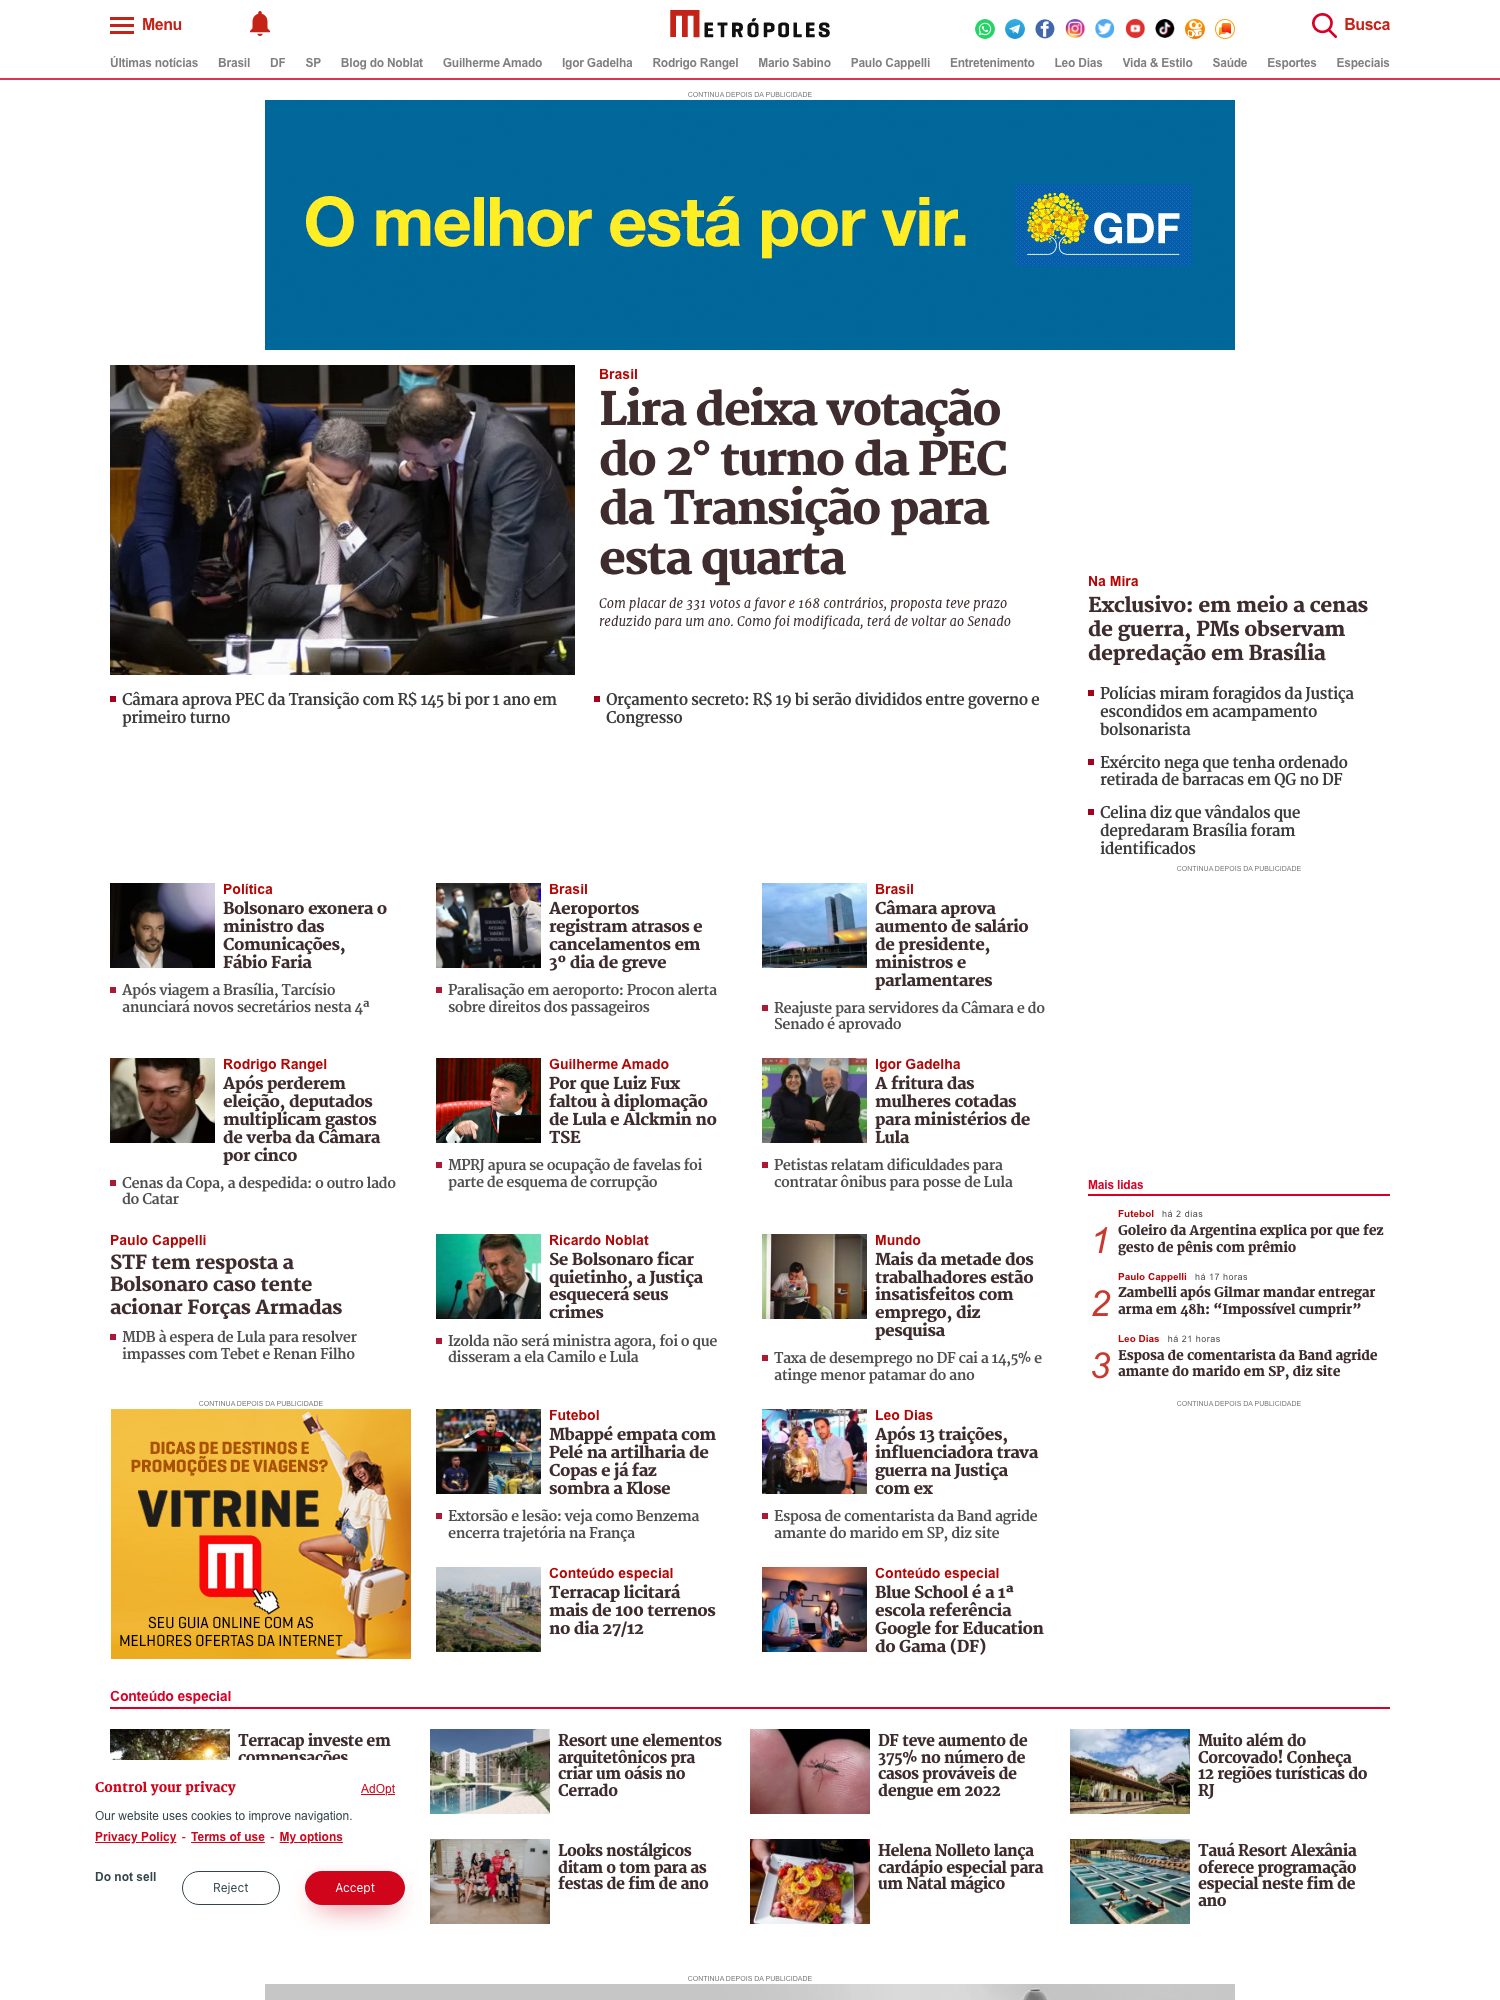 Menu
METRÓPOLES
Busca
Últimas notícias Brasil DF SP Blog do Noblat Guilherme Amado Igor Gadelha Rodrigo Rangel Mario Sabino Paulo Cappelli Entretenimento Leo Dias Vida & Estilo Saúde Esportes Especiais
CONTINUA DEPOIS DA PUBLICIDADE
O melhor está por vir.
GDF
Brasil
Lira deixa votação
do 2° turno da PEC
da Transição para
esta quarta
Com placar de 331 votos a favor e 168 contrários, proposta teve prazo
reduzido para um ano. Como foi modificada, terá de voltar ao Senado
Câmara aprova PEC da Transição com R$ 145 bi por 1 ano em
primeiro turno
Orçamento secreto: R$ 19 bi serão divididos entre governo e
Congresso
Na Mira
Exclusivo: em meio a cenas
de guerra, PMs observam
depredação em Brasília
Polícias miram foragidos da Justiça
escondidos em acampamento
bolsonarista
Exército nega que tenha ordenado
retirada de barracas em QG no DF
Celina diz que vândalos que
depredaram Brasília foram
identificados
CONTINUA DEPOIS DA PUBLICIDADE
Política
Bolsonaro exonera o
ministro das
Comunicações,
Fábio Faria
Após viagem a Brasília, Tarcísio
anunciará novos secretários nesta 4ª
Brasil
Aeroportos
registram atrasos e
cancelamentos em
3º dia de greve
Paralisação em aeroporto: Procon alerta
sobre direitos dos passageiros
Brasil
Câmara aprova
aumento de salário
de presidente,
ministros e
parlamentares
Reajuste para servidores da Câmara e do
Senado é aprovado
Rodrigo Rangel
Após perderem
eleição, deputados
multiplicam gastos
de verba da Câmara
por cinco
Cenas da Copa, a despedida: o outro lado
do Catar
Guilherme Amado
Por que Luiz Fux
faltou à diplomação
de Lula e Alckmin no
TSE
MPRJ apura se ocupação de favelas foi
parte de esquema de corrupção
Igor Gadelha
A fritura das
mulheres cotadas
para ministérios de
Lula
Petistas relatam dificuldades para
contratar ônibus para posse de Lula
Mais lidas
Futebol há 2 dias
1 Goleiro da Argentina explica por que fez
gesto de pênis com prêmio
Paulo Cappelli há 17 horas
2 Zambelli após Gilmar mandar entregar
arma em 48h: “Impossível cumprir”
Leo Dias há 21 horas
3 Esposa de comentarista da Band agride
amante do marido em SP, diz site
CONTINUA DEPOIS DA PUBLICIDADE
Paulo Cappelli
STF tem resposta a
Bolsonaro caso tente
acionar Forças Armadas
MDB à espera de Lula para resolver
impasses com Tebet e Renan Filho
Ricardo Noblat
Se Bolsonaro ficar
quietinho, a Justiça
esquecerá seus
crimes
Izolda não será ministra agora, foi o que
disseram a ela Camilo e Lula
Mundo
Mais da metade dos
trabalhadores estão
insatisfeitos com
emprego, diz
pesquisa
Taxa de desemprego no DF cai a 14,5% e
atinge menor patamar do ano
CONTINUA DEPOIS DA PUBLICIDADE
DICAS DE DESTINOS E
PROMOÇÕES DE VIAGENS?
VITRINE
M
SEU GUIA ONLINE COM AS
MELHORES OFERTAS DA INTERNET
Futebol
Mbappé empata com
Pelé na artilharia de
Copas e já faz
sombra a Klose
Extorsão e lesão: veja como Benzema
encerra trajetória na França
Leo Dias
Após 13 traições,
influenciadora trava
guerra na Justiça
com ex
Esposa de comentarista da Band agride
amante do marido em SP, diz site
Conteúdo especial
Terracap licitará
mais de 100 terrenos
no dia 27/12
Conteúdo especial
Blue School é a 1ª
escola referência
Google for Education
do Gama (DF)
Conteúdo especial
Terracap investe em
compensações
Resort une elementos
arquitetônicos pra
criar um oásis no
Cerrado
DF teve aumento de
375% no número de
casos prováveis de
dengue em 2022
Muito além do
Corcovado! Conheça
12 regiões turísticas do
RJ
Control your privacy
AdOpt
Our website uses cookies to improve navigation.
Privacy Policy - Terms of use - My options
Do not sell
Reject
Accept
Looks nostálgicos
ditam o tom para as
festas de fim de ano
Helena Nolleto lança
cardápio especial para
um Natal mágico
Tauá Resort Alexânia
oferece programação
especial neste fim de
ano
CONTINUA DEPOIS DA PUBLICIDADE